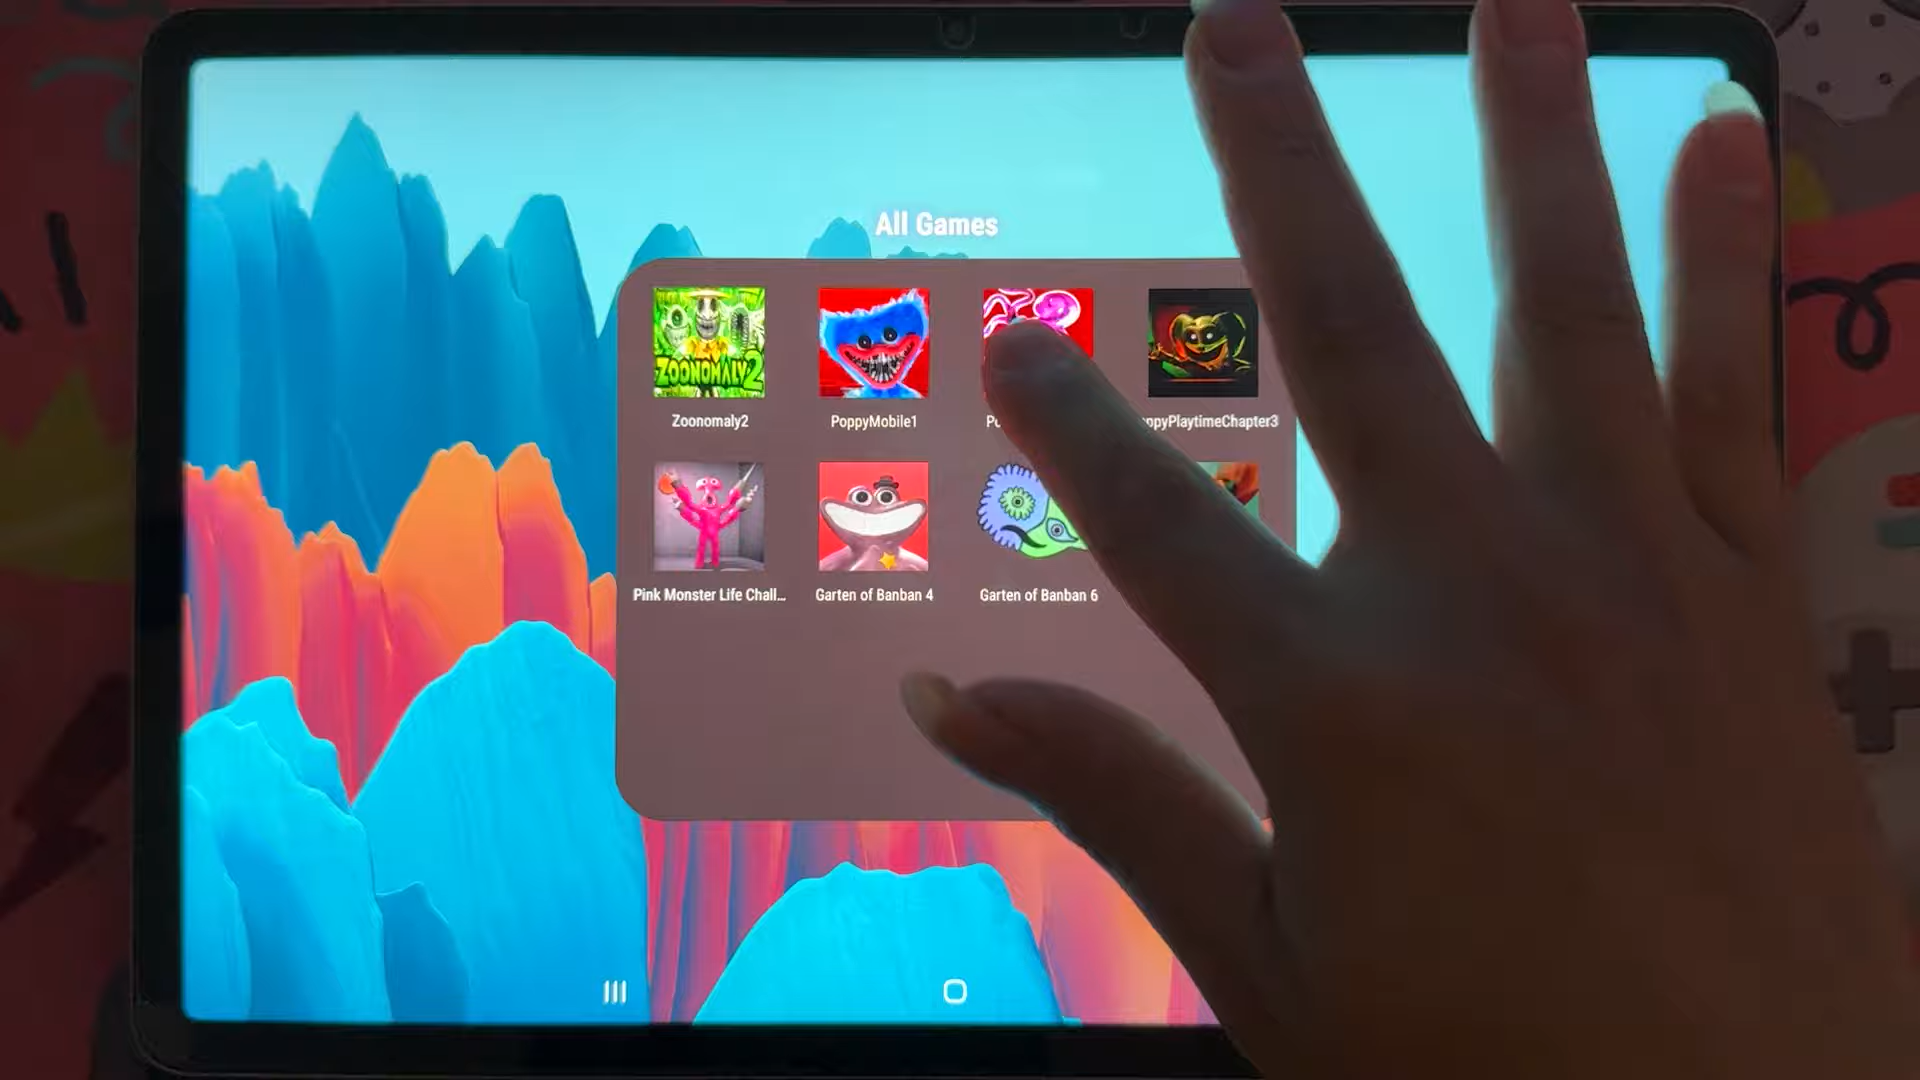 All Games
ZOONOMALY2
Zoonomaly2
PoppyMobile1
ppyPlaytimeChapter3
Pink Monster Life Chall...
Garten of Banban 4
Garten of Banban 6